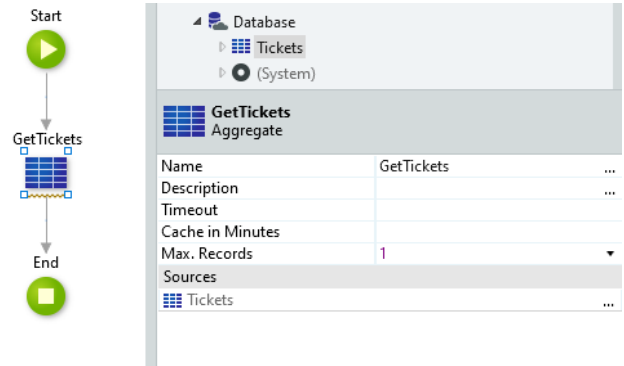 Start
GetTickets
End
Database
Tickets
(System)
GetTickets
Aggregate
Name GetTickets ...
Description ...
Timeout
Cache in Minutes
Max. Records 1
Sources
Tickets ...